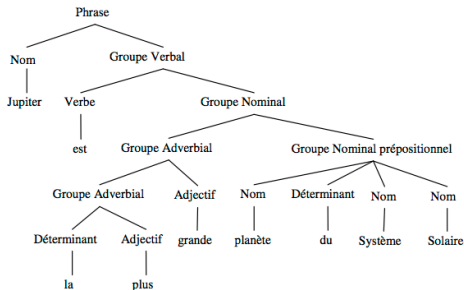 Phrase
Nom Groupe Verbal
Jupiter Verbe Groupe Nominal
est Groupe Adverbial Groupe Nominal prépositionnel
Groupe Adverbial Adjectif Nom Déterminant Nom Nom
Déterminant Adjectif grande planète du Système Solaire
la plus